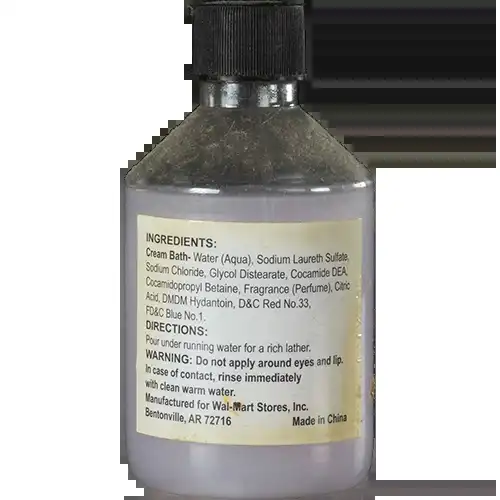 INGREDIENTS:
Cream Bath- Water (Aqua), Sodium Laureth Sulfate,
Sodium Chloride, Glycol Distearate, Cocamide DEA,
Cocamidopropyl Betaine, Fragrance (Perfume), Citric
Acid, DMDM Hydantoin, D&C Red No.33,
FD&C Blue No.1.
DIRECTIONS:
Pour under running water for a rich lather.
WARNING: Do not apply around eyes and lip.
In case of contact, rinse immediately
with clean warm water.
Manufactured for Wal-Mart Stores, Inc.
Bentonville, AR 72716 Made in China